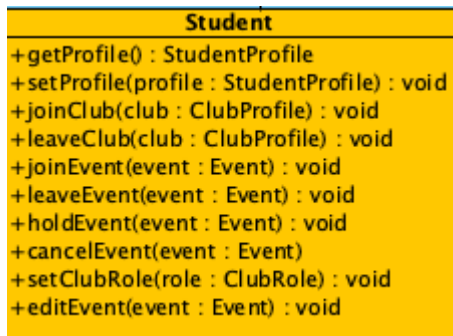 Student
+getProfile() : StudentProfile
+setProfile(profile : StudentProfile) : void
+joinClub(club : ClubProfile) : void
+leaveClub(club : ClubProfile) : void
+joinEvent(event : Event) : void
+leaveEvent(event : Event) : void
+holdEvent(event : Event) : void
+cancelEvent(event : Event)
+setClubRole(role : ClubRole) : void
+editEvent(event : Event) : void